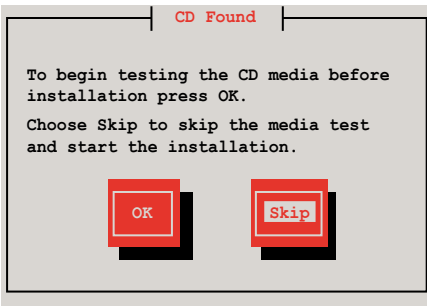 CD Found
To begin testing the CD media before
installation press OK.
Choose Skip to skip the media test
and start the installation.
OK
Skip